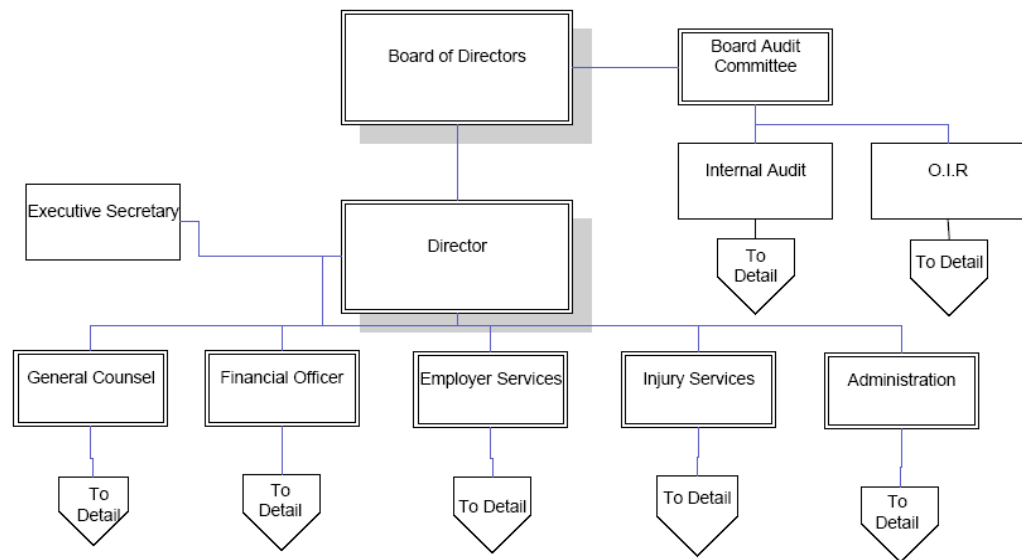 Board of Directors
Board Audit
Committee
Internal Audit
O.I.R
Executive Secretary
Director
To
Detail
To Detail
General Counsel
Financial Officer
Employer Services
Injury Services
Administration
To
Detail
To
Detail
To Detail
To Detail
To
Detail